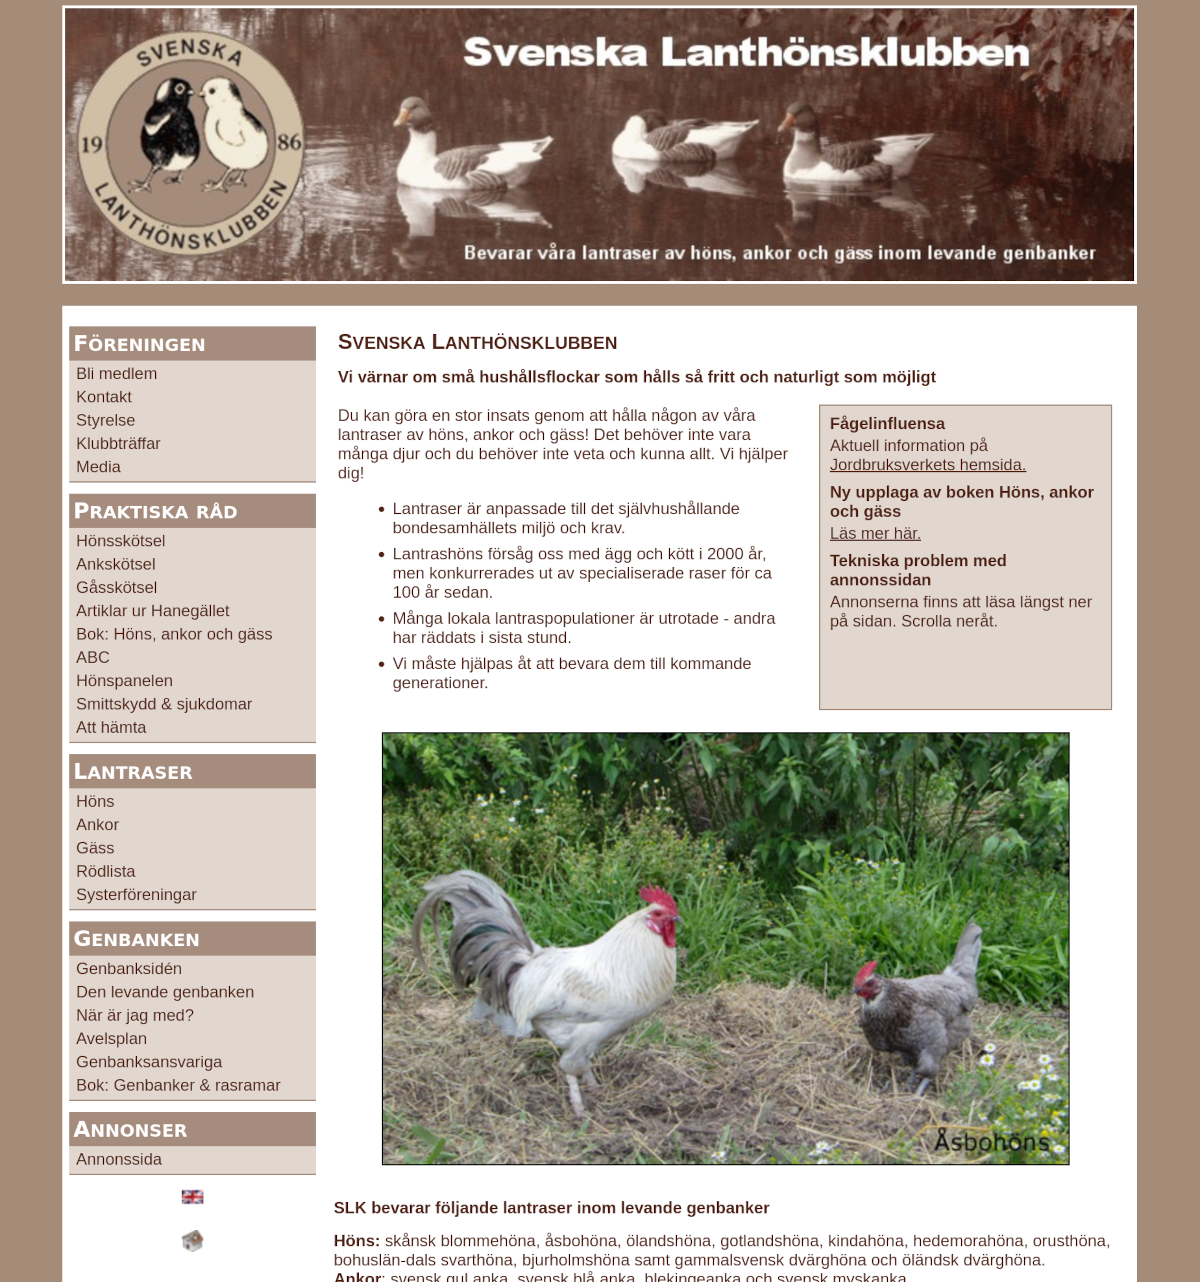 SVENSKA
19 86
LANTHÖNSKLUBBEN
Svenska Lanthönsklubben
Bevarar våra lantraser av höns, ankor och gäss inom levande genbanker
FÖRENINGEN
Bli medlem
Kontakt
Styrelse
Klubbträffar
Media
PRAKTISKA RÅD
Hönsskötsel
Ankskötsel
Gåsskötsel
Artiklar ur Hanegället
Bok: Höns, ankor och gäss
ABC
Hönspanelen
Smittskydd & sjukdomar
Att hämta
LANTRASER
Höns
Ankor
Gäss
Rödlista
Systerföreningar
GENBANKEN
Genbanksidén
Den levande genbanken
När är jag med?
Avelsplan
Genbanksansvariga
Bok: Genbanker & rasramar
ANNONSER
Annonssida
SVENSKA LANTHÖNSKLUBBEN
Vi värnar om små hushållsflockar som hålls så fritt och naturligt som möjligt
Du kan göra en stor insats genom att hålla någon av våra
lantraser av höns, ankor och gäss! Det behöver inte vara
många djur och du behöver inte veta och kunna allt. Vi hjälper
dig!
• Lantraser är anpassade till det självhushållande
bondesamhällets miljö och krav.
• Lantrashöns försåg oss med ägg och kött i 2000 år,
men konkurrerades ut av specialiserade raser för ca
100 år sedan.
• Många lokala lantraspopulationer är utrotade - andra
har räddats i sista stund.
• Vi måste hjälpas åt att bevara dem till kommande
generationer.
Fågelinfluensa
Aktuell information på
Jordbruksverkets hemsida.
Ny upplaga av boken Höns, ankor
och gäss
Läs mer här.
Tekniska problem med
annonssidan
Annonserna finns att läsa längst ner
på sidan. Scrolla neråt.
Åsbohöns
SLK bevarar följande lantraser inom levande genbanker
Höns: skånsk blommehöna, åsbohöna, ölandshöna, gotlandshöna, kindahöna, hedemorahöna, orusthöna,
bohuslän-dals svarthöna, bjurholmshöna samt gammalsvensk dvärghöna och öländsk dvärghöna.
Ankor: svensk gul anka, svensk blå anka, blekingeanka och svensk myskanka.